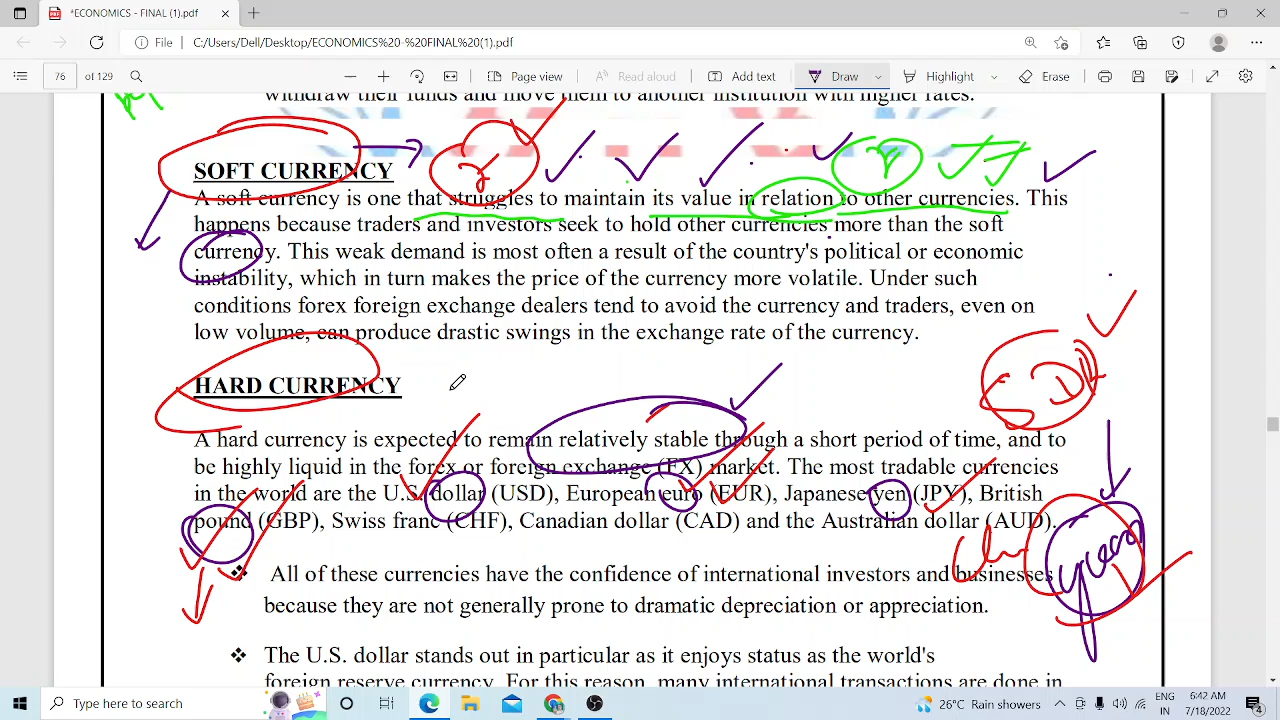 *ECONOMICS - FINAL (1).pdf
File
C:/Users/Dell/Desktop/ECONOMICS%20-%20FINAL%20(1).pdf
76 of 129
Page view
Read aloud
Add text
Draw
Highlight
Erase
withdraw their funds and move them to another institution with higher rates.
SOFT CURRENCY
A soft currency is one that struggles to maintain its value in relation to other currencies. This
happens because traders and investors seek to hold other currencies more than the soft
currency. This weak demand is most often a result of the country's political or economic
instability, which in turn makes the price of the currency more volatile. Under such
conditions forex foreign exchange dealers tend to avoid the currency and traders, even on
low volume, can produce drastic swings in the exchange rate of the currency.
SDR
HARD CURRENCY
A hard currency is expected to remain relatively stable through a short period of time, and to
be highly liquid in the forex or foreign exchange (FX) market. The most tradable currencies
in the world are the U.S. dollar (USD), European euro (EUR), Japanese yen (JPY), British
pound (GBP), Swiss franc (CHF), Canadian dollar (CAD) and the Australian dollar (AUD).
❖ All of these currencies have the confidence of international investors and businesses
because they are not generally prone to dramatic depreciation or appreciation.
❖ The U.S. dollar stands out in particular as it enjoys status as the world's
foreign reserve currency. For this reason, many international transactions are done in
Type here to search
26°C Rain showers
ENG
IN
6:42 AM
7/18/2022
4